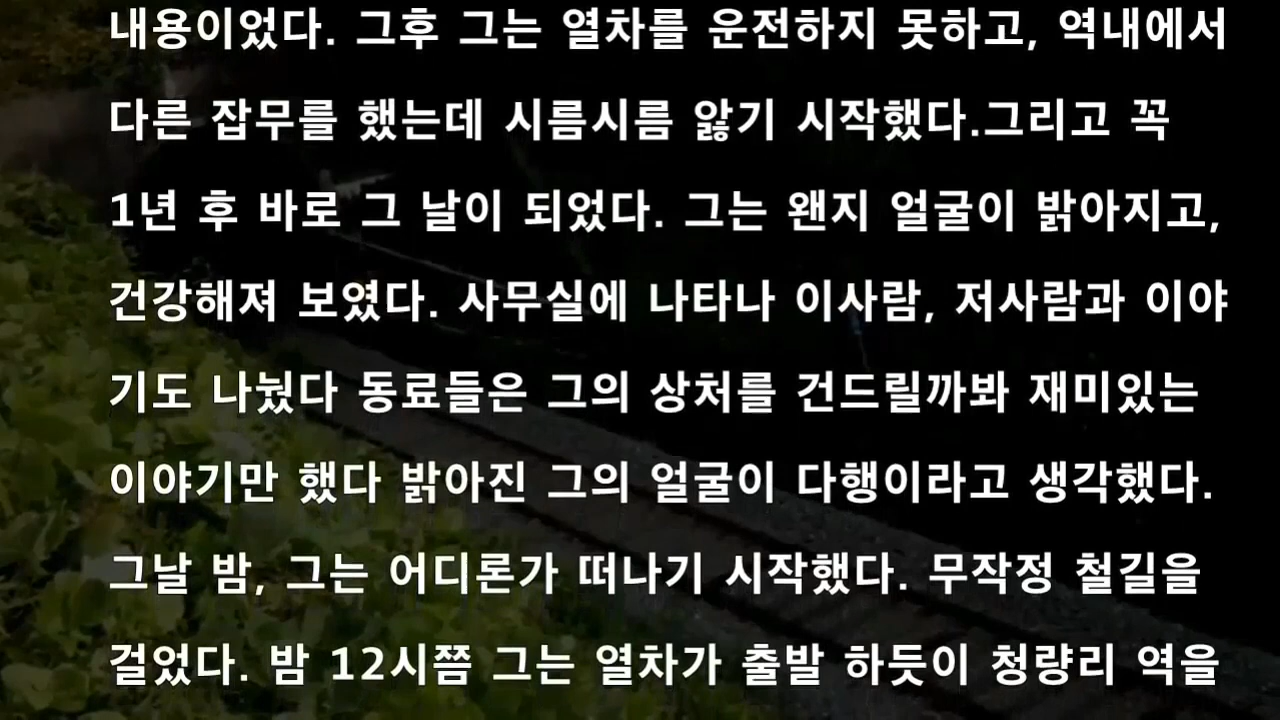 내용이었다. 그후 그는 열차를 운전하지 못하고, 역내에서
다른 잡무를 했는데 시름시름 앓기 시작했다.그리고 꼭
1년 후 바로 그 날이 되었다. 그는 왠지 얼굴이 밝아지고,
건강해져 보였다. 사무실에 나타나 이사람, 저사람과 이야
기도 나눴다 동료들은 그의 상처를 건드릴까봐 재미있는
이야기만 했다 밝아진 그의 얼굴이 다행이라고 생각했다.
그날 밤, 그는 어디론가 떠나기 시작했다. 무작정 철길을
걸었다. 밤 12시쯤 그는 열차가 출발 하듯이 청량리 역을